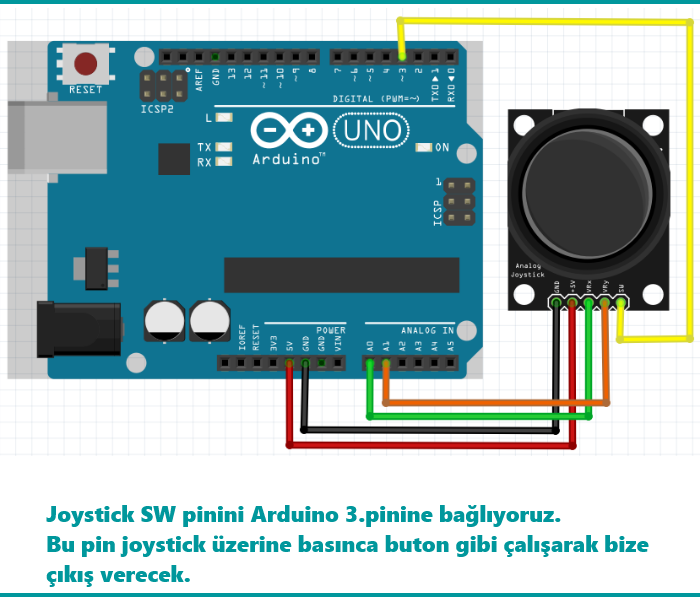 RESET
ICSP2
AREF
GND
13
12
~11
~10
~9
8
7
~6
~5
4
~3
2
TXD▲1
RXD▼0
DIGITAL (PWM=~)
L
TX
RX
UNO
Arduino™
ON
1
ICSP
IOREF
RESET
3V3
5V
GND
GND
VIN
POWER
ANALOG IN
A0
A1
A2
A3
A4
A5
Analog
Joystick
GND
+5V
VRx
VRy
SW
Joystick SW pinini Arduino 3.pinine bağlıyoruz.
Bu pin joystick üzerine basınca buton gibi çalışarak bize
çıkış verecek.